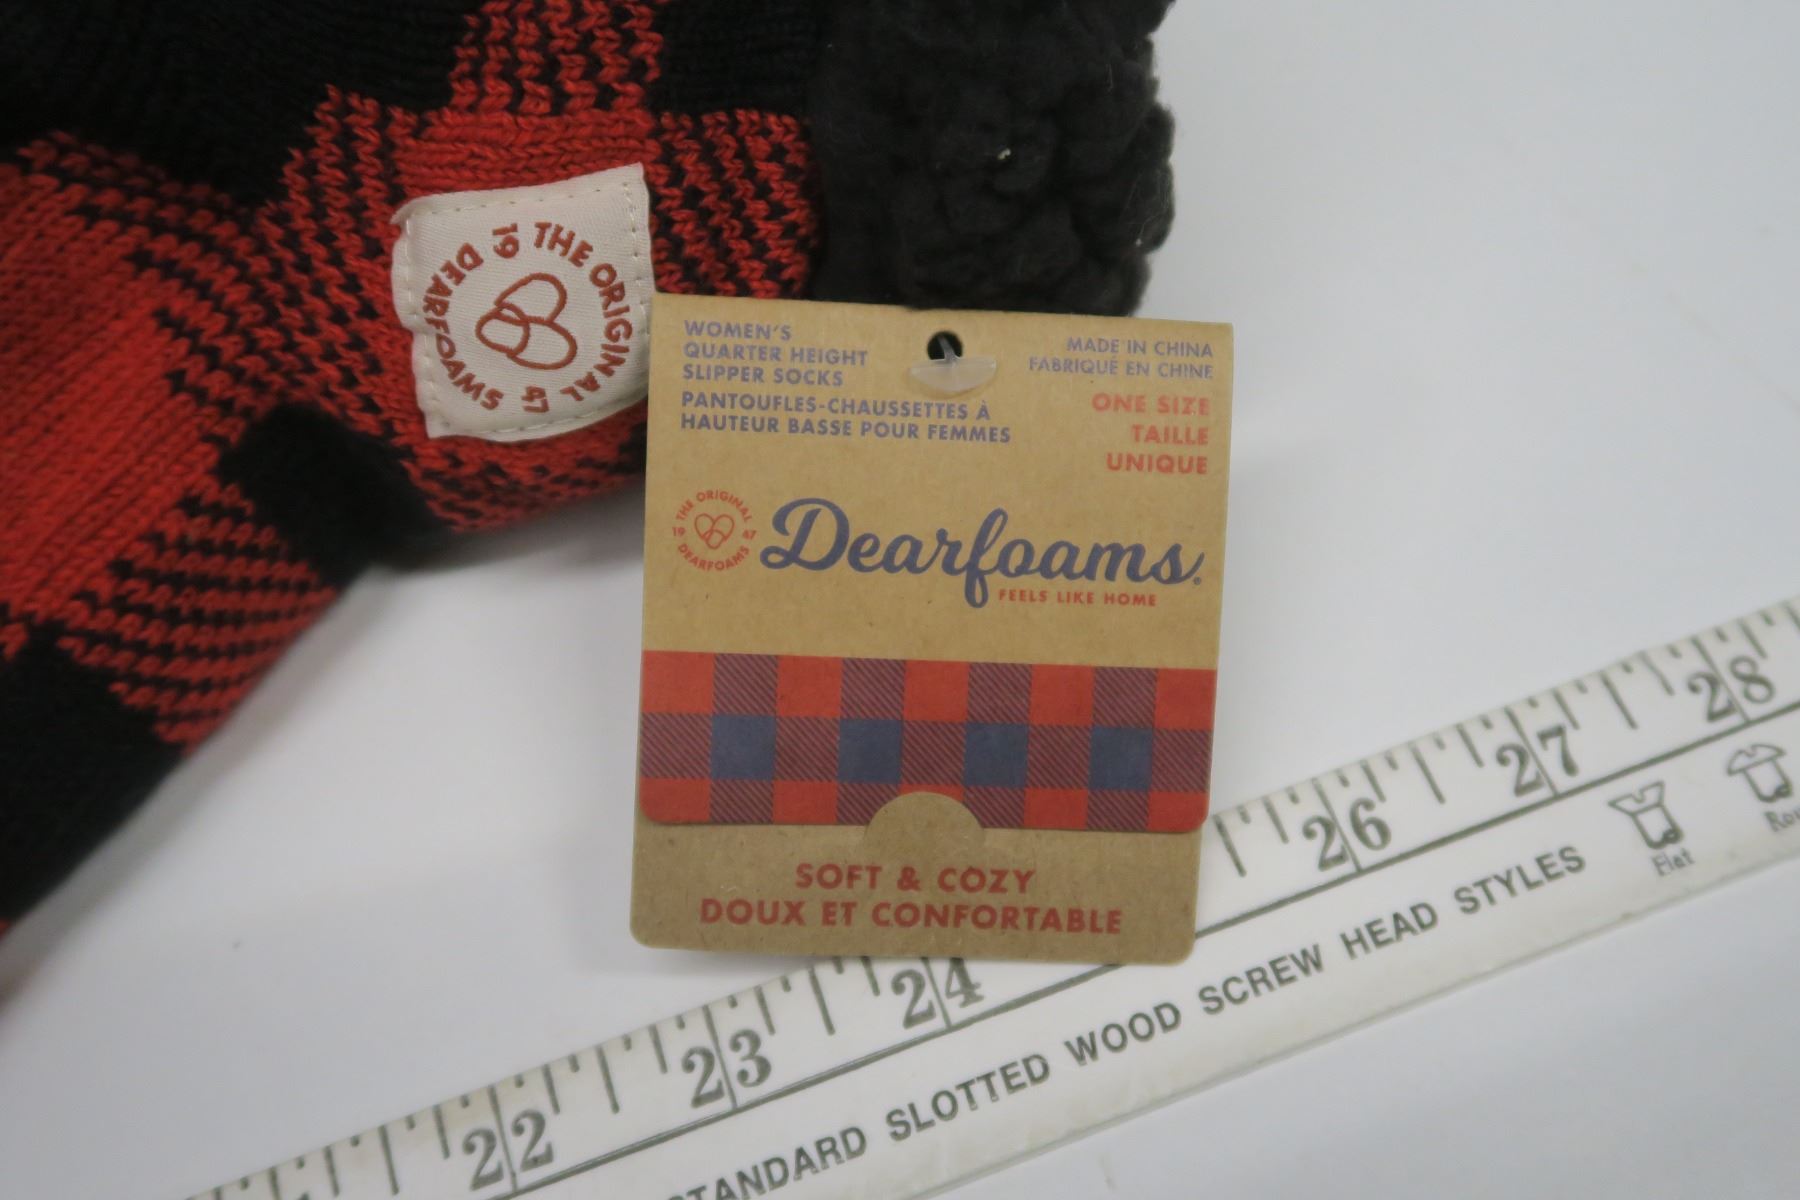 THE ORIGINAL
19 47
DEARFOAMS
WOMEN'S
QUARTER HEIGHT
SLIPPER SOCKS
PANTOUFLES-CHAUSSETTES À
HAUTEUR BASSE POUR FEMMES
MADE IN CHINA
FABRIQUÉ EN CHINE
ONE SIZE
TAILLE
UNIQUE
THE ORIGINAL
19 47
DEARFOAMS
Dearfoams®
FEELS LIKE HOME
SOFT & COZY
DOUX ET CONFORTABLE
22 23 24 26 27 28
STANDARD SLOTTED WOOD SCREW HEAD STYLES
Flat